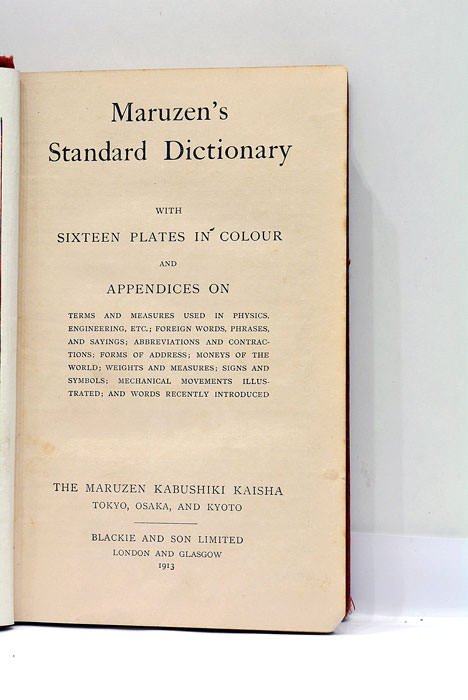 Maruzen's
Standard Dictionary
WITH
SIXTEEN PLATES IN COLOUR
AND
APPENDICES ON
TERMS AND MEASURES USED IN PHYSICS,
ENGINEERING, ETC.; FOREIGN WORDS, PHRASES,
AND SAYINGS; ABBREVIATIONS AND CONTRAC-
TIONS; FORMS OF ADDRESS; MONEYS OF THE
WORLD; WEIGHTS AND MEASURES; SIGNS AND
SYMBOLS; MECHANICAL MOVEMENTS ILLUS-
TRATED; AND WORDS RECENTLY INTRODUCED
THE MARUZEN KABUSHIKI KAISHA
TOKYO, OSAKA, AND KYOTO
BLACKIE AND SON LIMITED
LONDON AND GLASGOW
1913